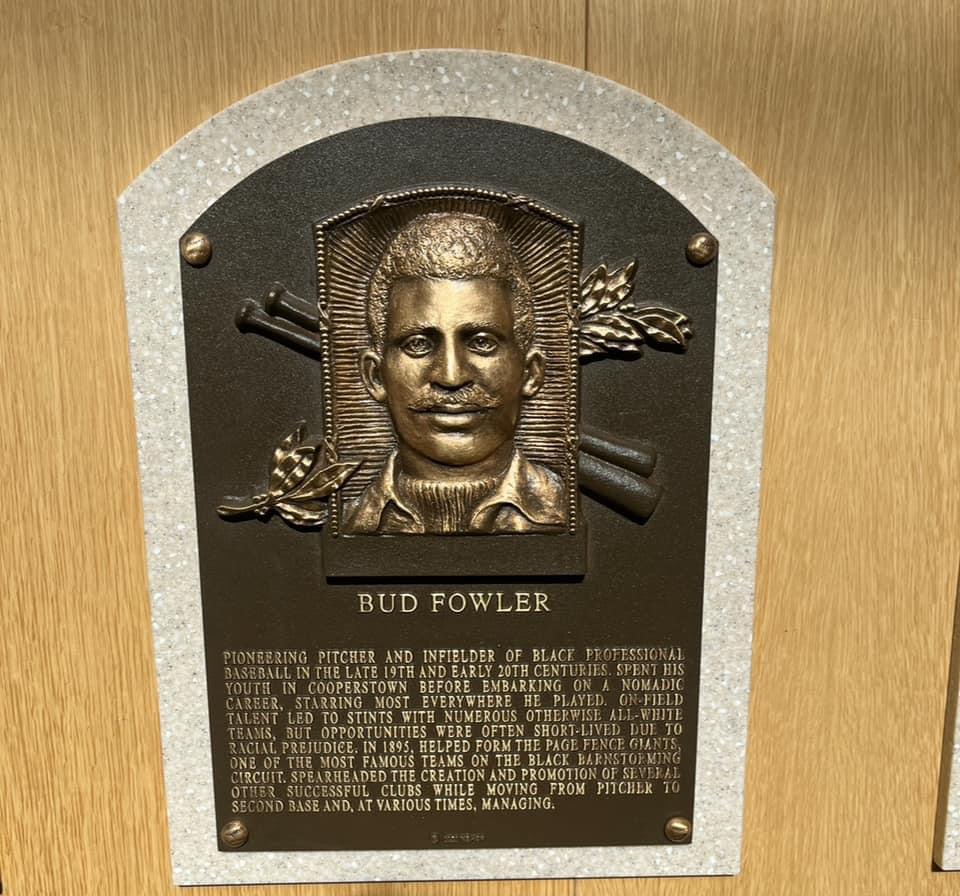 BUD FOWLER
PIONEERING PITCHER AND INFIELDER OF BLACK PROFESSIONAL
BASEBALL IN THE LATE 19TH AND EARLY 20TH CENTURIES. SPENT HIS
YOUTH IN COOPERSTOWN BEFORE EMBARKING ON A NOMADIC
CAREER, STARRING MOST EVERYWHERE HE PLAYED. ON-FIELD
TALENT LED TO STINTS WITH NUMEROUS OTHERWISE ALL-WHITE
TEAMS, BUT OPPORTUNITIES WERE OFTEN SHORT-LIVED DUE TO
RACIAL PREJUDICE. IN 1895, HELPED FORM THE PAGE FENCE GIANTS,
ONE OF THE MOST FAMOUS TEAMS ON THE BLACK BARNSTORMING
CIRCUIT. SPEARHEADED THE CREATION AND PROMOTION OF SEVERAL
OTHER SUCCESSFUL CLUBS WHILE MOVING FROM PITCHER TO
SECOND BASE AND, AT VARIOUS TIMES, MANAGING.